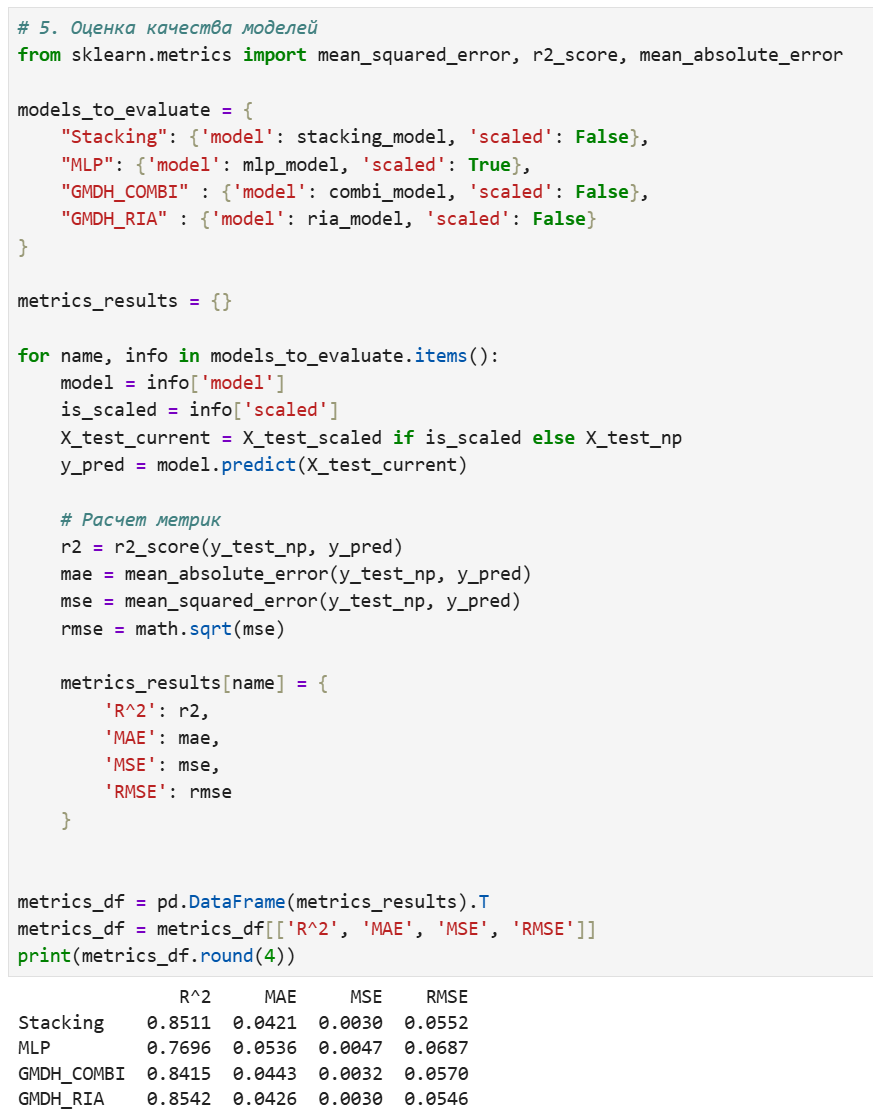 # 5. Оценка качества моделей
from sklearn.metrics import mean_squared_error, r2_score, mean_absolute_error

models_to_evaluate = {
    "Stacking": {'model': stacking_model, 'scaled': False},
    "MLP": {'model': mlp_model, 'scaled': True},
    "GMDH_COMBI" : {'model': combi_model, 'scaled': False},
    "GMDH_RIA" : {'model': ria_model, 'scaled': False}
}

metrics_results = {}

for name, info in models_to_evaluate.items():
    model = info['model']
    is_scaled = info['scaled']
    X_test_current = X_test_scaled if is_scaled else X_test_np
    y_pred = model.predict(X_test_current)

    # Расчет метрик
    r2 = r2_score(y_test_np, y_pred)
    mae = mean_absolute_error(y_test_np, y_pred)
    mse = mean_squared_error(y_test_np, y_pred)
    rmse = math.sqrt(mse)

    metrics_results[name] = {
        'R^2': r2,
        'MAE': mae,
        'MSE': mse,
        'RMSE': rmse
    }


metrics_df = pd.DataFrame(metrics_results).T
metrics_df = metrics_df[['R^2', 'MAE', 'MSE', 'RMSE']]
print(metrics_df.round(4))
               R^2     MAE     MSE    RMSE
Stacking    0.8511  0.0421  0.0030  0.0552
MLP         0.7696  0.0536  0.0047  0.0687
GMDH_COMBI  0.8415  0.0443  0.0032  0.0570
GMDH_RIA    0.8542  0.0426  0.0030  0.0546